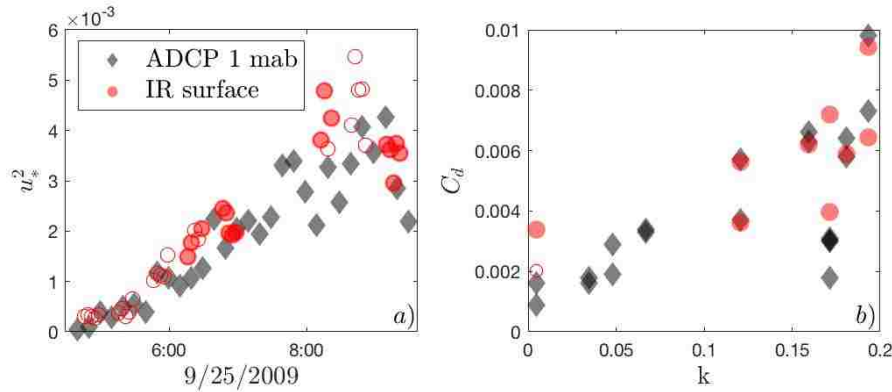 ×10⁻³
6
5
4
3
2
1
0
u²*
ADCP 1 mab
IR surface
a)
6:00 8:00
9/25/2009
0.01
0.008
0.006
0.004
0.002
0
C_d
b)
0 0.05 0.1 0.15 0.2
k